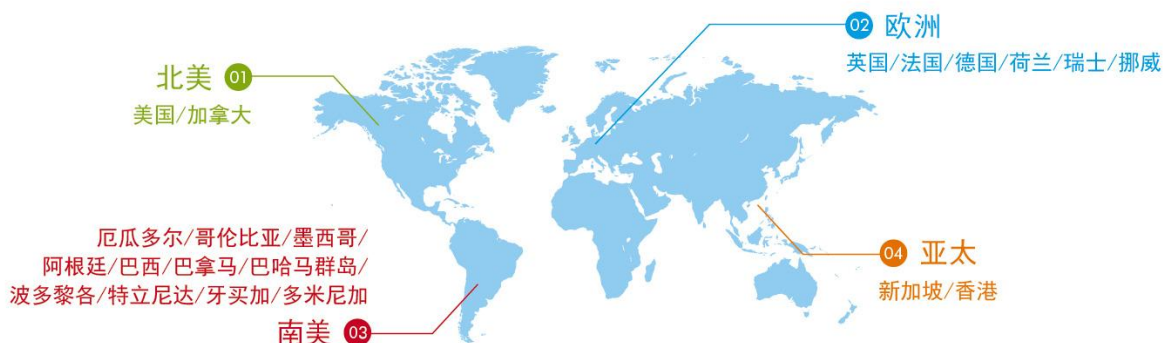 北美 01
美国/加拿大
02 欧洲
英国/法国/德国/荷兰/瑞士/挪威
厄瓜多尔/哥伦比亚/墨西哥/
阿根廷/巴西/巴拿马/巴哈马群岛/
波多黎各/特立尼达/牙买加/多米尼加
南美 03
04 亚太
新加坡/香港